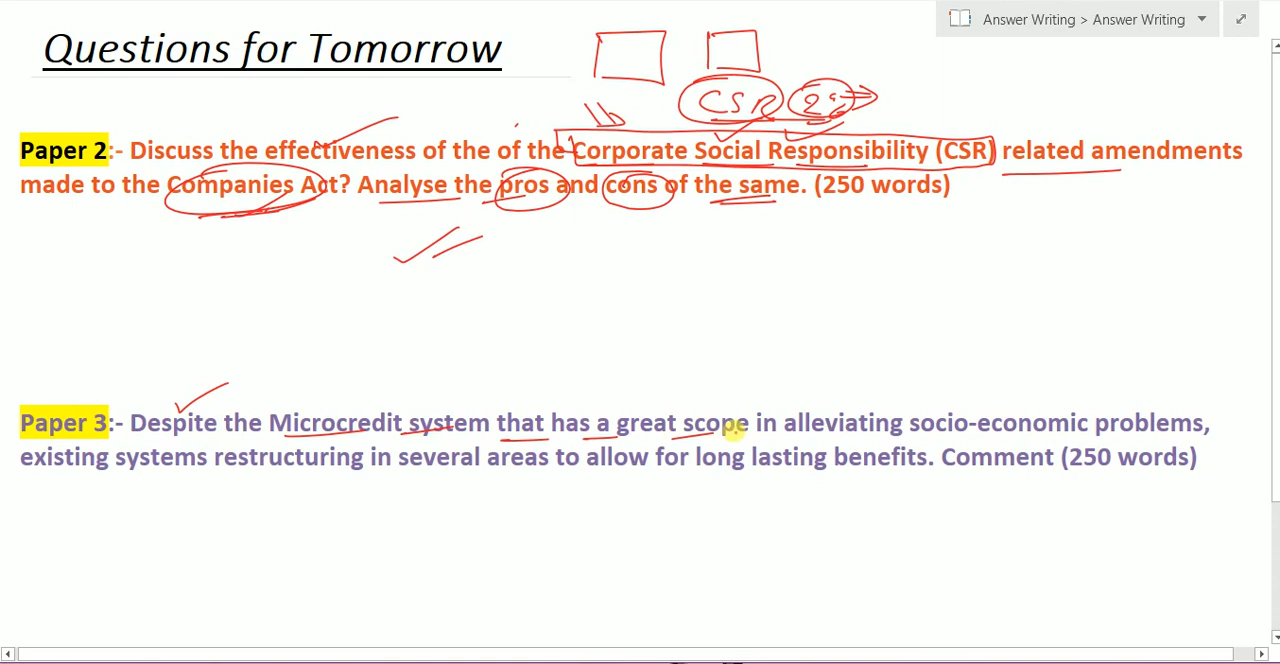 Answer Writing > Answer Writing
Questions for Tomorrow
CSR
Paper 2:- Discuss the effectiveness of the of the Corporate Social Responsibility (CSR) related amendments
made to the Companies Act? Analyse the pros and cons of the same. (250 words)
Paper 3:- Despite the Microcredit system that has a great scope in alleviating socio-economic problems,
existing systems restructuring in several areas to allow for long lasting benefits. Comment (250 words)